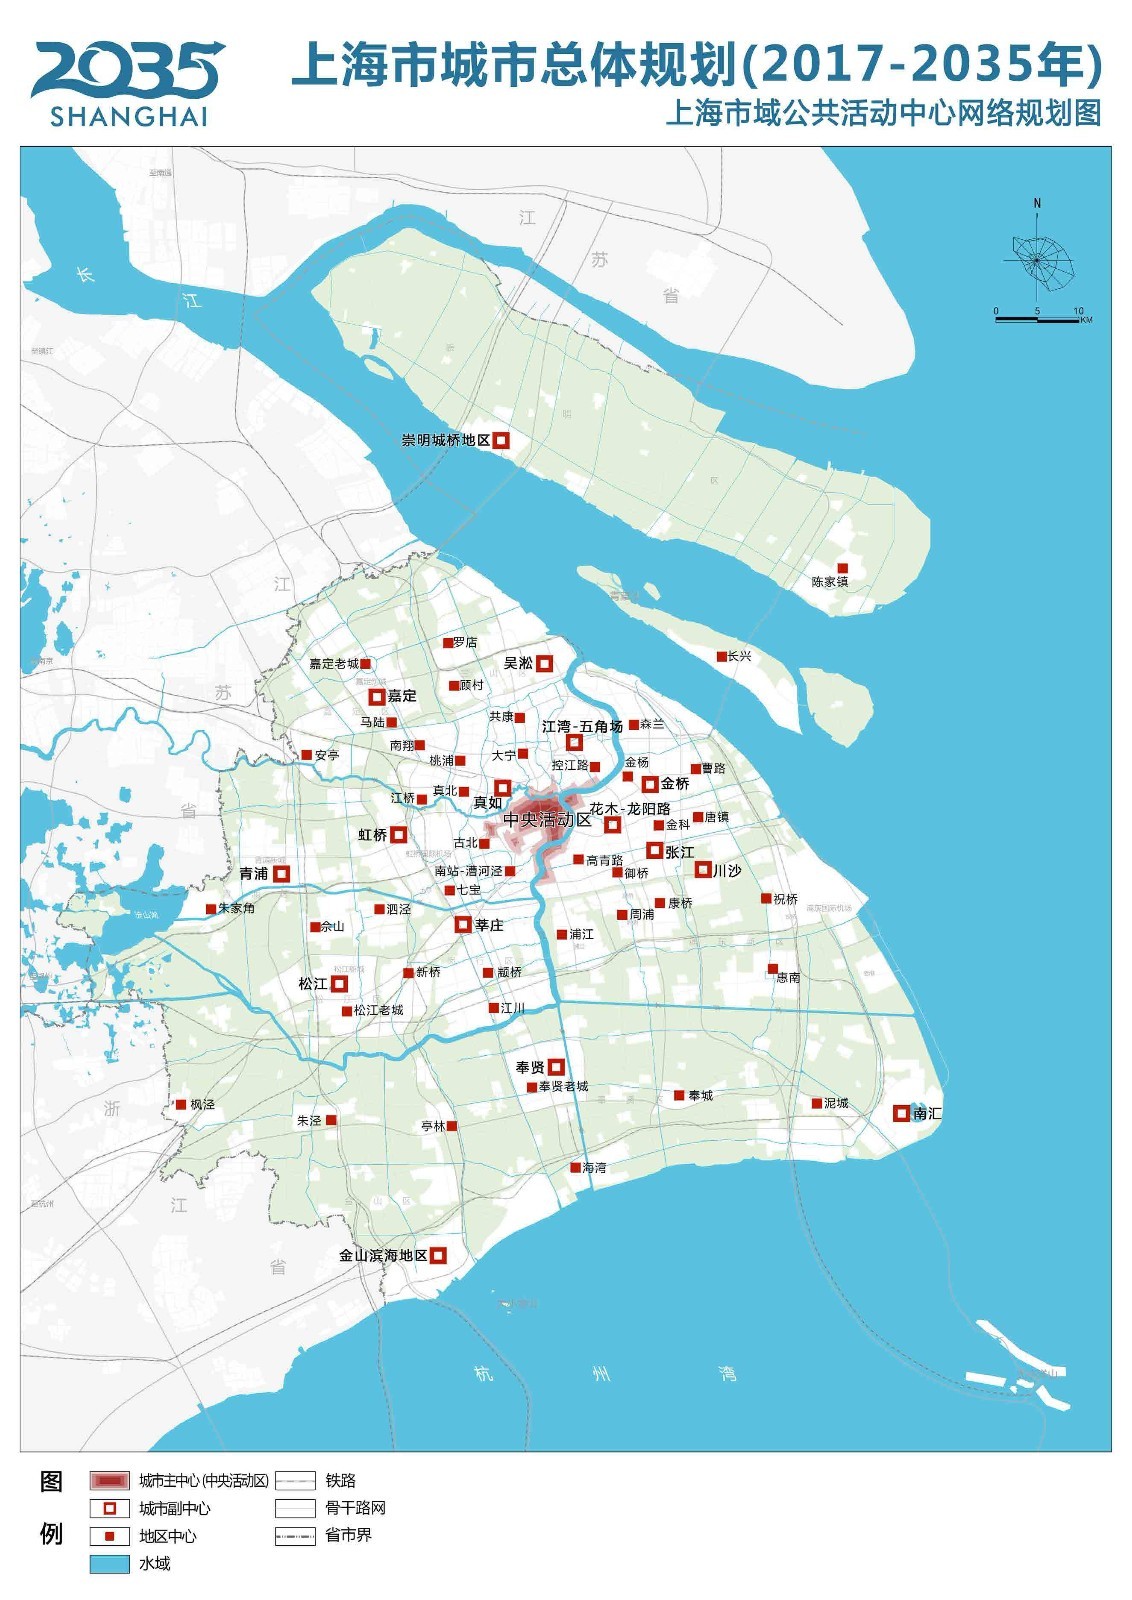 2035
SHANGHAI
上海市城市总体规划(2017-2035年)
上海市域公共活动中心网络规划图
至南通
N
长
江
江
苏
省
0 5 10
KM
明
区
崇明城桥地区
陈家镇
江
苏
省
罗店
嘉定老城
吴淞
长兴
顾村
嘉定
马陆
共康
江湾-五角场
森兰
南翔
安亭
桃浦
大宁
控江路
金杨
曹路
真北
真如
金桥
江桥
中央活动区
花木-龙阳路
唐镇
虹桥
金科
古北
张江
高青路
川沙
青浦
南站-漕河泾
御桥
七宝
康桥
祝桥
朱家角
泗泾
周浦
佘山
莘庄
浦江
松江
新桥
颛桥
惠南
松江老城
江川
奉贤
奉贤老城
奉城
泥城
南汇
枫泾
朱泾
亭林
海湾
浙
江
省
至杭州
金山区
金山滨海地区
杭州湾
图例
城市主中心(中央活动区)
铁路
城市副中心
骨干路网
地区中心
省市界
水域